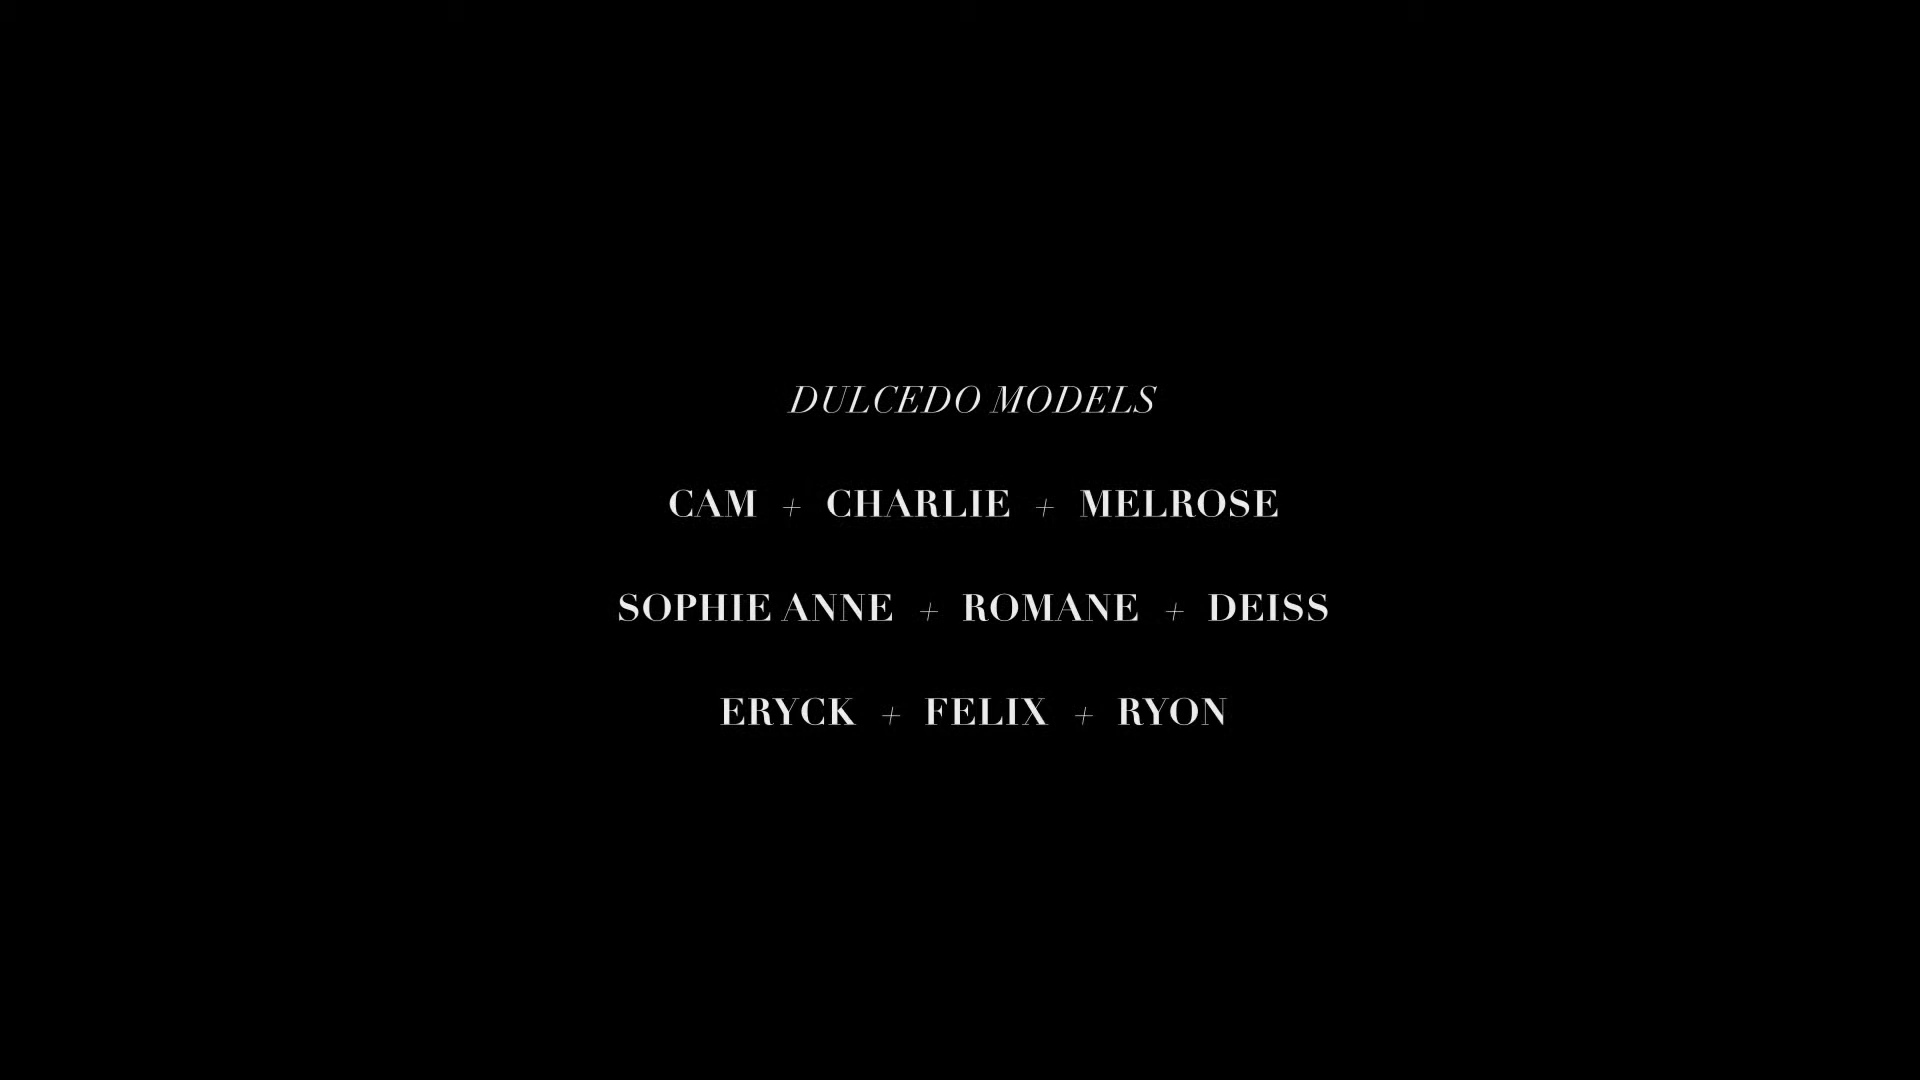 DULCEDO MODELS
CAM + CHARLIE + MELROSE
SOPHIE ANNE + ROMANE + DEISS
ERYCK + FELIX + RYON